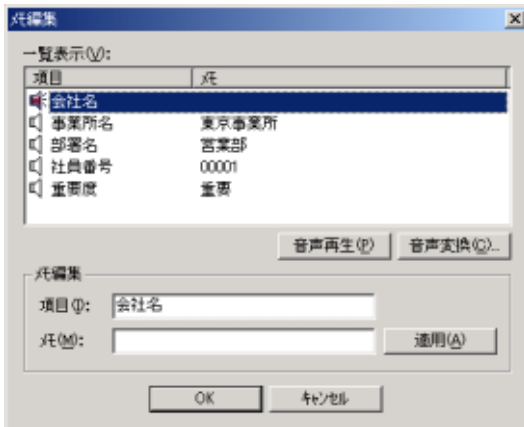 ﾒﾓ編集
一覧表示(V):
項目 ﾒﾓ
会社名
事業所名 東京事業所
部署名 営業部
社員番号 00001
重要度 重要
音声再生(P) 音声変換(C)...
ﾒﾓ編集
項目(I): 会社名
ﾒﾓ(M): 適用(A)
OK ｷｬﾝｾﾙ